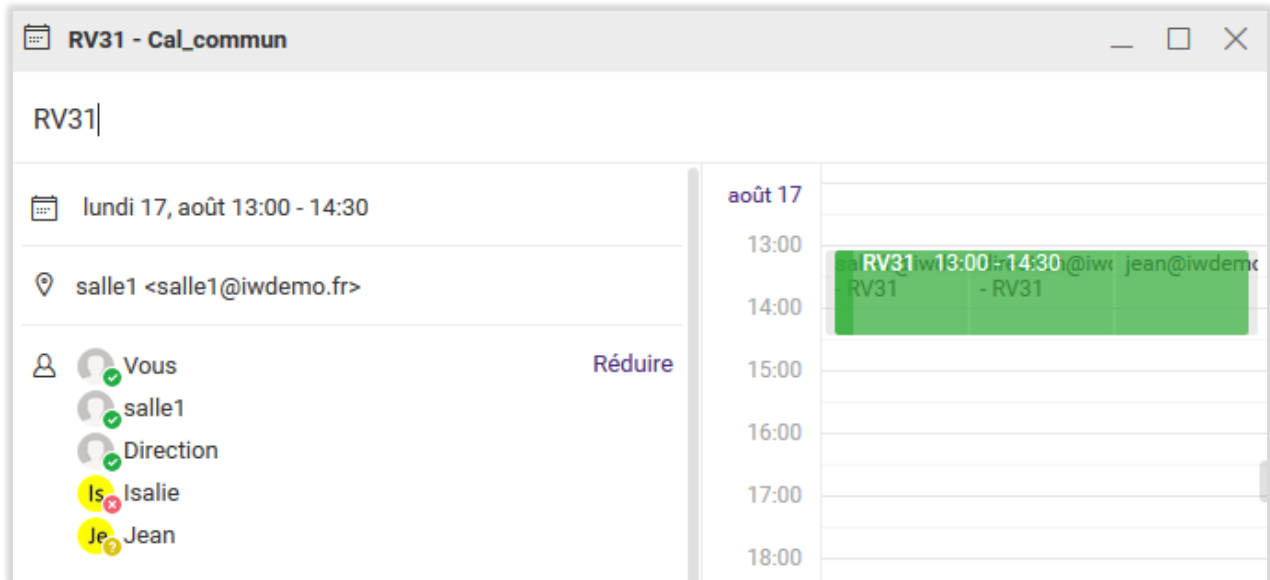 RV31 - Cal_commun
RV31
lundi 17, août 13:00 - 14:30
salle1 <salle1@iwdemo.fr>
Vous
Réduire
salle1
Direction
Is Isalie
Je Jean
août 17
13:00
RV31 13:00 - 14:30 jean@iwdemo
- RV31 - RV31
14:00
15:00
16:00
17:00
18:00